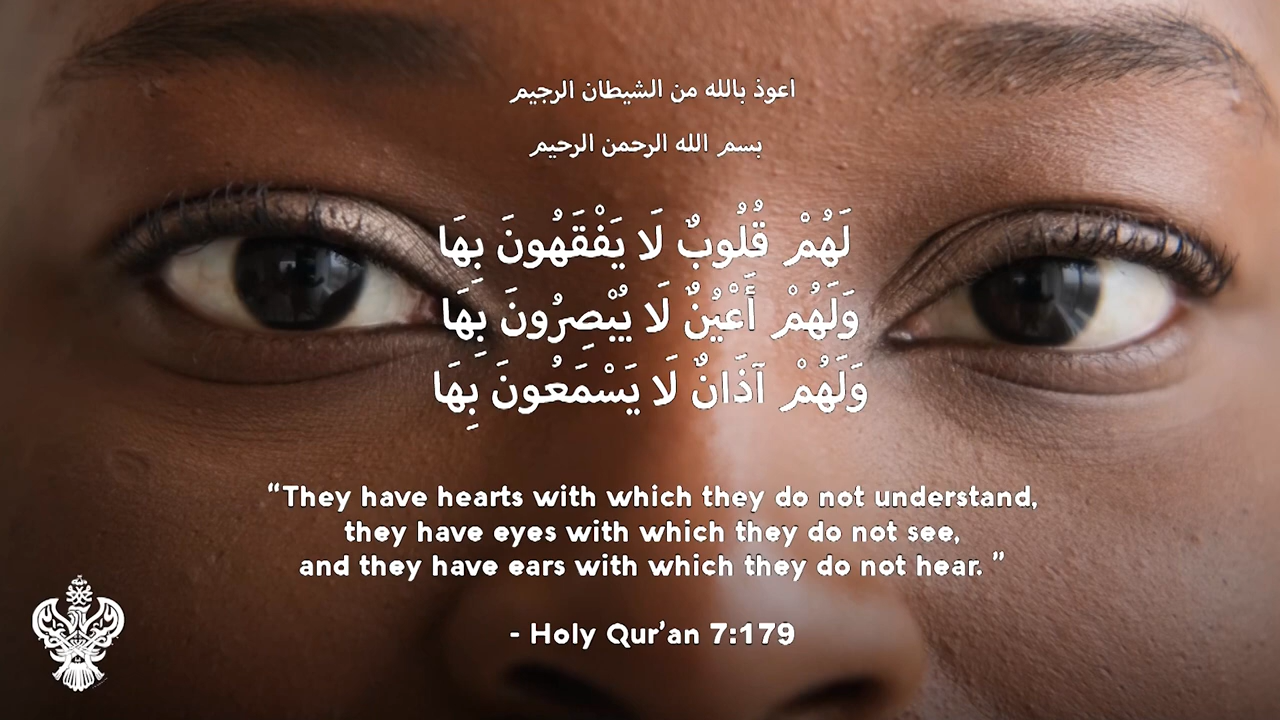 اعوذ بالله من الشيطان الرجيم
بسم الله الرحمن الرحيم
لَهُمْ قُلُوبٌ لَا يَفْقَهُونَ بِهَا
وَلَهُمْ أَعْيُنٌ لَا يُبْصِرُونَ بِهَا
وَلَهُمْ آذَانٌ لَا يَسْمَعُونَ بِهَا
“They have hearts with which they do not understand,
they have eyes with which they do not see,
and they have ears with which they do not hear. ”
- Holy Qur’an 7:179